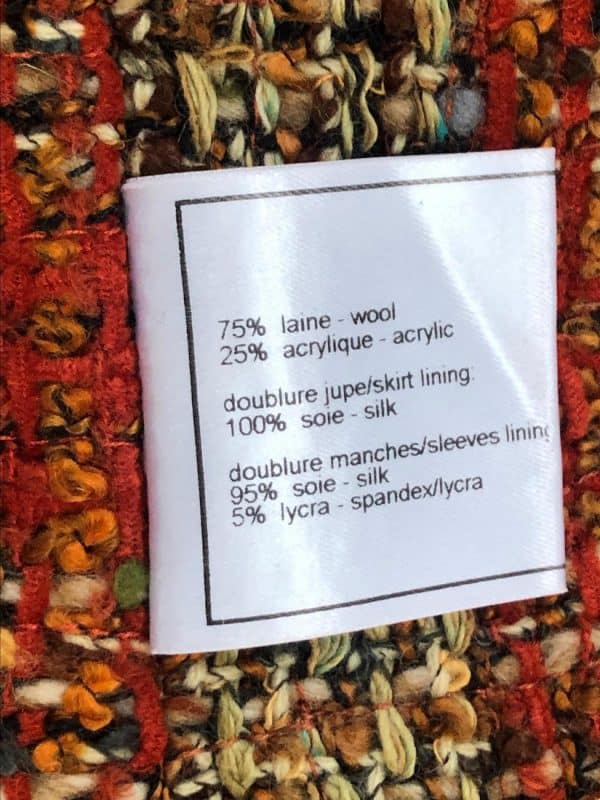 75% laine - wool
25% acrylique - acrylic
doublure jupe/skirt lining:
100% soie - silk
doublure manches/sleeves lining
95% soie - silk
5% lycra - spandex/lycra